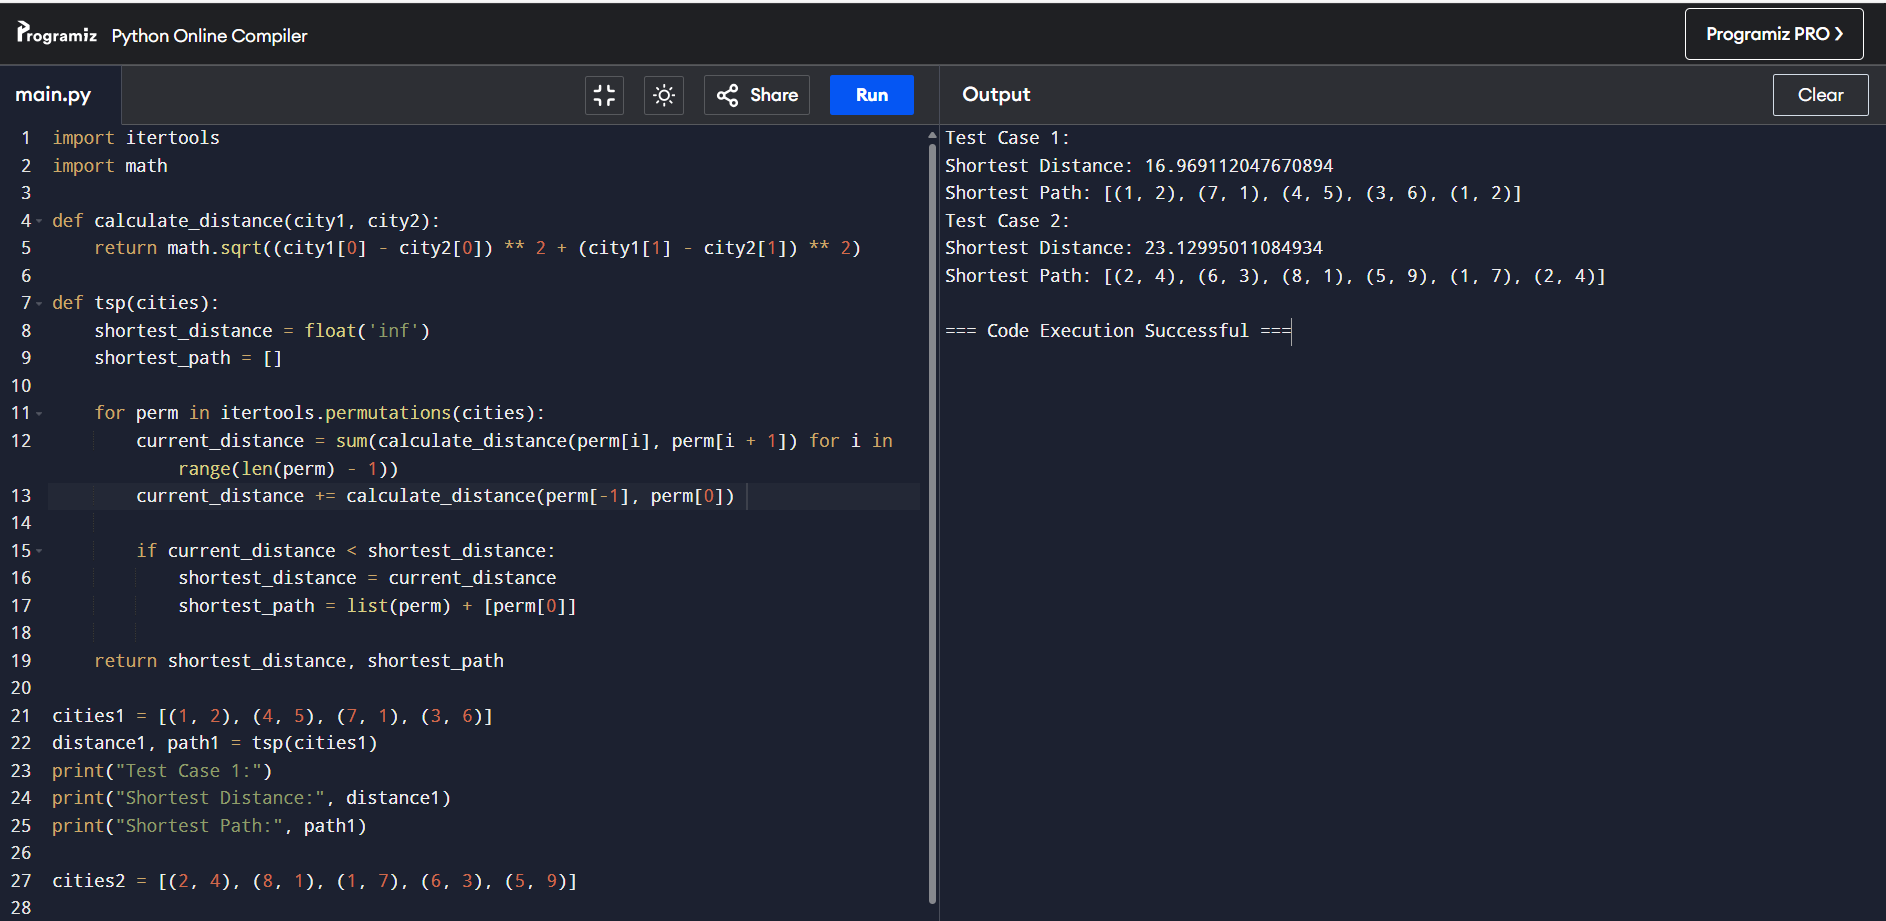 Programiz Python Online Compiler
Programiz PRO ❯
main.py
Share
Run
Output
Clear
1 import itertools
2 import math
3
4 def calculate_distance(city1, city2):
5     return math.sqrt((city1[0] - city2[0]) ** 2 + (city1[1] - city2[1]) ** 2)
6
7 def tsp(cities):
8     shortest_distance = float('inf')
9     shortest_path = []
10
11     for perm in itertools.permutations(cities):
12         current_distance = sum(calculate_distance(perm[i], perm[i + 1]) for i in
            range(len(perm) - 1))
13         current_distance += calculate_distance(perm[-1], perm[0])
14
15         if current_distance < shortest_distance:
16             shortest_distance = current_distance
17             shortest_path = list(perm) + [perm[0]]
18
19     return shortest_distance, shortest_path
20
21 cities1 = [(1, 2), (4, 5), (7, 1), (3, 6)]
22 distance1, path1 = tsp(cities1)
23 print("Test Case 1:")
24 print("Shortest Distance:", distance1)
25 print("Shortest Path:", path1)
26
27 cities2 = [(2, 4), (8, 1), (1, 7), (6, 3), (5, 9)]
28
Test Case 1:
Shortest Distance: 16.969112047670894
Shortest Path: [(1, 2), (7, 1), (4, 5), (3, 6), (1, 2)]
Test Case 2:
Shortest Distance: 23.12995011084934
Shortest Path: [(2, 4), (6, 3), (8, 1), (5, 9), (1, 7), (2, 4)]
=== Code Execution Successful ===